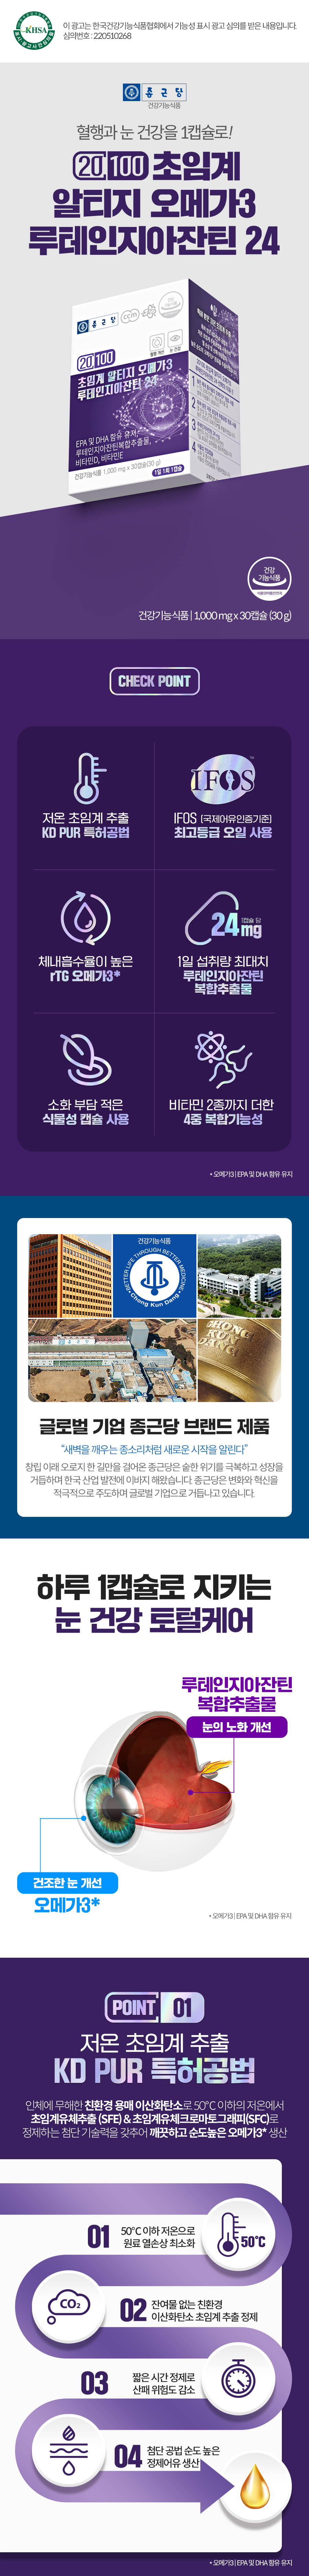 KHSA
이 광고는 한국건강기능식품협회에서 기능성 표시 광고 심의를 받은 내용입니다.
심의번호 : 220510268
종근당
건강기능식품
혈행과 눈 건강을 1캡슐로!
20 100 초임계
알티지 오메가3
루테인지아잔틴 24
종근당
20 100
초임계 알티지 오메가3
루테인지아잔틴 24
EPA 및 DHA 함유 유지,
루테인지아잔틴복합추출물,
비타민D, 비타민E
건강기능식품 1,000 mg x 30캡슐(30 g)
1일 1회 1캡슐
건강
기능식품
건강기능식품 | 1,000 mg x 30캡슐 (30 g)
CHECK POINT
저온 초임계 추출
KD PUR 특허공법
IFOS
IFOS (국제어유인증기준)
최고등급 오일 사용
체내흡수율이 높은
rTG 오메가3*
1캡슐 당
24mg
1일 섭취량 최대치
루테인지아잔틴
복합추출물
소화 부담 적은
식물성 캡슐 사용
비타민 2종까지 더한
4중 복합기능성
* 오메가3 | EPA 및 DHA 함유 유지
건강기능식품
BETTER LIFE THROUGH BETTER MEDICINE
Chong Kun Dang
CHONG
KUN
DANG
글로벌 기업 종근당 브랜드 제품
“새벽을 깨우는 종소리처럼 새로운 시작을 알린다”
창립 이래 오로지 한 길만을 걸어온 종근당은 숱한 위기를 극복하고 성장을
거듭하며 한국 산업 발전에 이바지 해왔습니다. 종근당은 변화와 혁신을
적극적으로 주도하며 글로벌 기업으로 거듭나고 있습니다.
하루 1캡슐로 지키는
눈 건강 토털케어
루테인지아잔틴
복합추출물
눈의 노화 개선
건조한 눈 개선
오메가3*
* 오메가3 | EPA 및 DHA 함유 유지
POINT 01
저온 초임계 추출
KD PUR 특허공법
인체에 무해한 친환경 용매 이산화탄소로 50℃ 이하의 저온에서
초임계유체추출 (SFE) & 초임계유체크로마토그래피(SFC)로
정제하는 첨단 기술력을 갖추어 깨끗하고 순도높은 오메가3* 생산
01
50℃ 이하 저온으로
원료 열손상 최소화
50℃
CO₂
02
잔여물 없는 친환경
이산화탄소 초임계 추출 정제
03
짧은 시간 정제로
산패 위험도 감소
04
첨단 공법 순도 높은
정제어유 생산
* 오메가3 | EPA 및 DHA 함유 유지